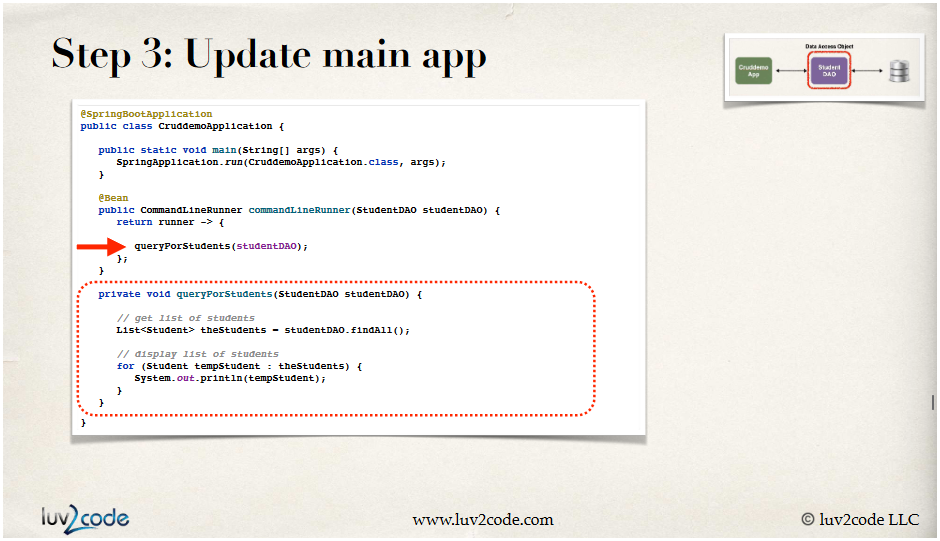 Step 3: Update main app
Data Access Object
Cruddemo
App
Student
DAO
@SpringBootApplication
public class CruddemoApplication {
public static void main(String[] args) {
SpringApplication.run(CruddemoApplication.class, args);
}
@Bean
public CommandLineRunner commandLineRunner(StudentDAO studentDAO) {
return runner -> {
queryForStudents(studentDAO);
};
}
private void queryForStudents(StudentDAO studentDAO) {
// get list of students
List<Student> theStudents = studentDAO.findAll();
// display list of students
for (Student tempStudent : theStudents) {
System.out.println(tempStudent);
}
}
}
luv2code
www.luv2code.com
© luv2code LLC